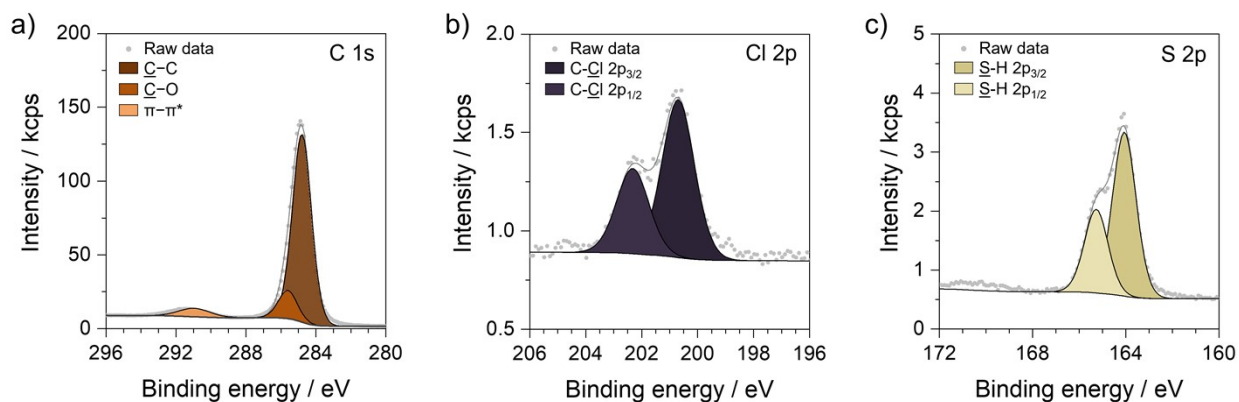 a)
C 1s
Raw data
C–C
C–O
π–π*
200
150
100
50
0
Intensity / kcps
296 292 288 284 280
Binding energy / eV
b)
Cl 2p
Raw data
C-Cl 2p3/2
C-Cl 2p1/2
2.0
1.5
1.0
0.5
Intensity / kcps
206 204 202 200 198 196
Binding energy / eV
c)
S 2p
Raw data
S-H 2p3/2
S-H 2p1/2
5
4
3
2
1
0
Intensity / kcps
172 168 164 160
Binding energy / eV